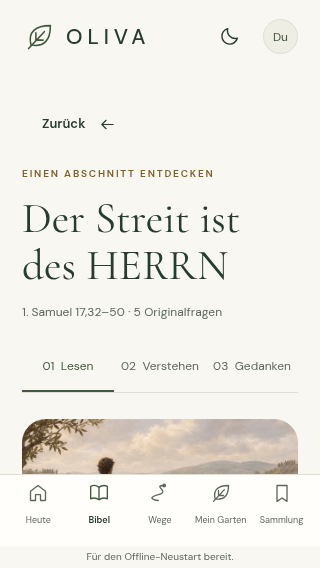 OLIVA
Du
Zurück ←
EINEN ABSCHNITT ENTDECKEN
Der Streit ist
des HERRN
1. Samuel 17,32–50 · 5 Originalfragen
01 Lesen 02 Verstehen 03 Gedanken
Heute Bibel Wege Mein Garten Sammlung
Für den Offline-Neustart bereit.